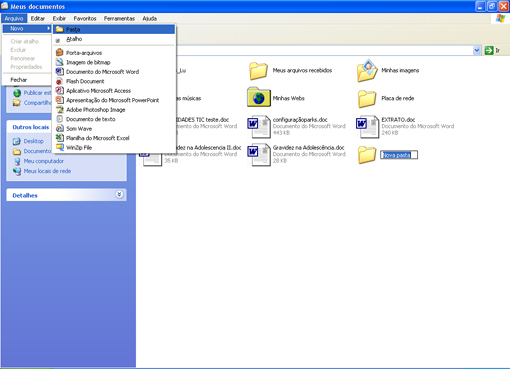 Meus documentos
Arquivo Editar Exibir Favoritos Ferramentas Ajuda
Novo
Pasta
Atalho
Porta-arquivos
Imagem de bitmap
Documento do Microsoft Word
Flash Document
Aplicativo Microsoft Access
Apresentação do Microsoft PowerPoint
Adobe Photoshop Image
Documento de texto
Som Wave
Planilha do Microsoft Excel
WinZip File
Criar atalho
Excluir
Renomear
Propriedades
Fechar
Ir
Publicar est
Compartilha
Outros locais
Desktop
Documento
Meu computador
Meus locais de rede
Detalhes
_Lu
Meus arquivos recebidos
Minhas imagens
músicas
Minhas Webs
Placa de rede
IDADES TIC teste.doc
Documento do Microsoft Word
configuraçãoparks.doc
Documento do Microsoft Word
443 KB
EXTRATO.doc
Documento do Microsoft Word
240 KB
dez na Adolescencia II.doc
Documento do Microsoft Word
35 KB
Gravidez na Adolescência.doc
Documento do Microsoft Word
28 KB
Nova pasta